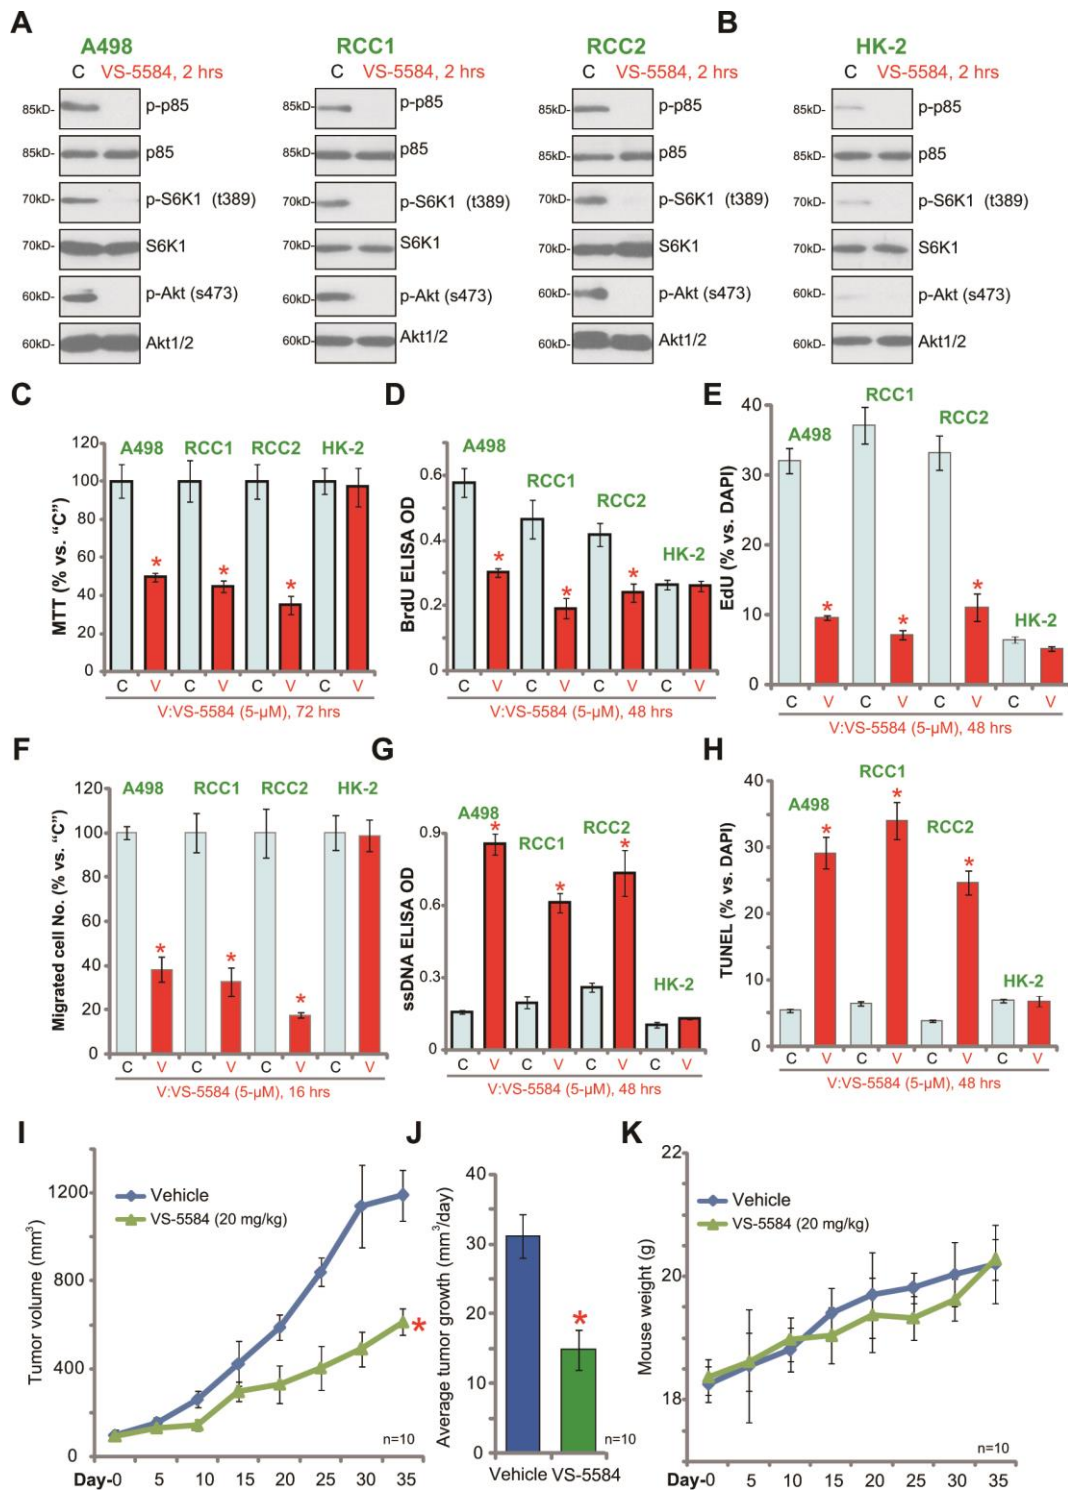 A
B
A498
RCC1
RCC2
HK-2
C VS-5584, 2 hrs
C VS-5584, 2 hrs
C VS-5584, 2 hrs
C VS-5584, 2 hrs
85kD- p-p85
85kD- p-p85
85kD- p-p85
85kD- p-p85
85kD- p85
85kD- p85
85kD- p85
85kD- p85
70kD- p-S6K1 (t389)
70kD- p-S6K1 (t389)
70kD- p-S6K1 (t389)
70kD- p-S6K1 (t389)
70kD- S6K1
70kD- S6K1
70kD- S6K1
70kD- S6K1
60kD- p-Akt (s473)
60kD- p-Akt (s473)
60kD- p-Akt (s473)
60kD- p-Akt (s473)
60kD- Akt1/2
60kD- Akt1/2
60kD- Akt1/2
60kD- Akt1/2
C
MTT (% vs. “C”)
120
100
80
60
40
20
0
A498 RCC1 RCC2 HK-2
* * *
C V C V C V C V
V:VS-5584 (5-μM), 72 hrs
D
BrdU ELISA OD
0.6
0.4
0.2
0
A498
RCC1
RCC2
HK-2
* * *
C V C V C V C V
V:VS-5584 (5-μM), 48 hrs
E
EdU (% vs. DAPI)
40
30
20
10
0
A498
RCC1
RCC2
HK-2
* * *
C V C V C V C V
V:VS-5584 (5-μM), 48 hrs
F
Migrated cell No. (% vs. “C”)
120
100
80
60
40
20
0
A498 RCC1 RCC2 HK-2
* * *
C V C V C V C V
V:VS-5584 (5-μM), 16 hrs
G
ssDNA ELISA OD
0.9
0.6
0.3
0
A498
RCC1
RCC2
HK-2
* * *
C V C V C V C V
V:VS-5584 (5-μM), 48 hrs
H
TUNEL (% vs. DAPI)
40
30
20
10
0
A498
RCC1
RCC2
HK-2
* * *
C V C V C V C V
V:VS-5584 (5-μM), 48 hrs
I
Tumor volume (mm³)
1200
800
400
0
Vehicle
VS-5584 (20 mg/kg)
*
n=10
Day-0 5 10 15 20 25 30 35
J
Average tumor growth (mm³/day)
40
30
20
10
0
*
n=10
Vehicle VS-5584
K
Mouse weight (g)
22
20
18
16
Vehicle
VS-5584 (20 mg/kg)
n=10
Day-0 5 10 15 20 25 30 35